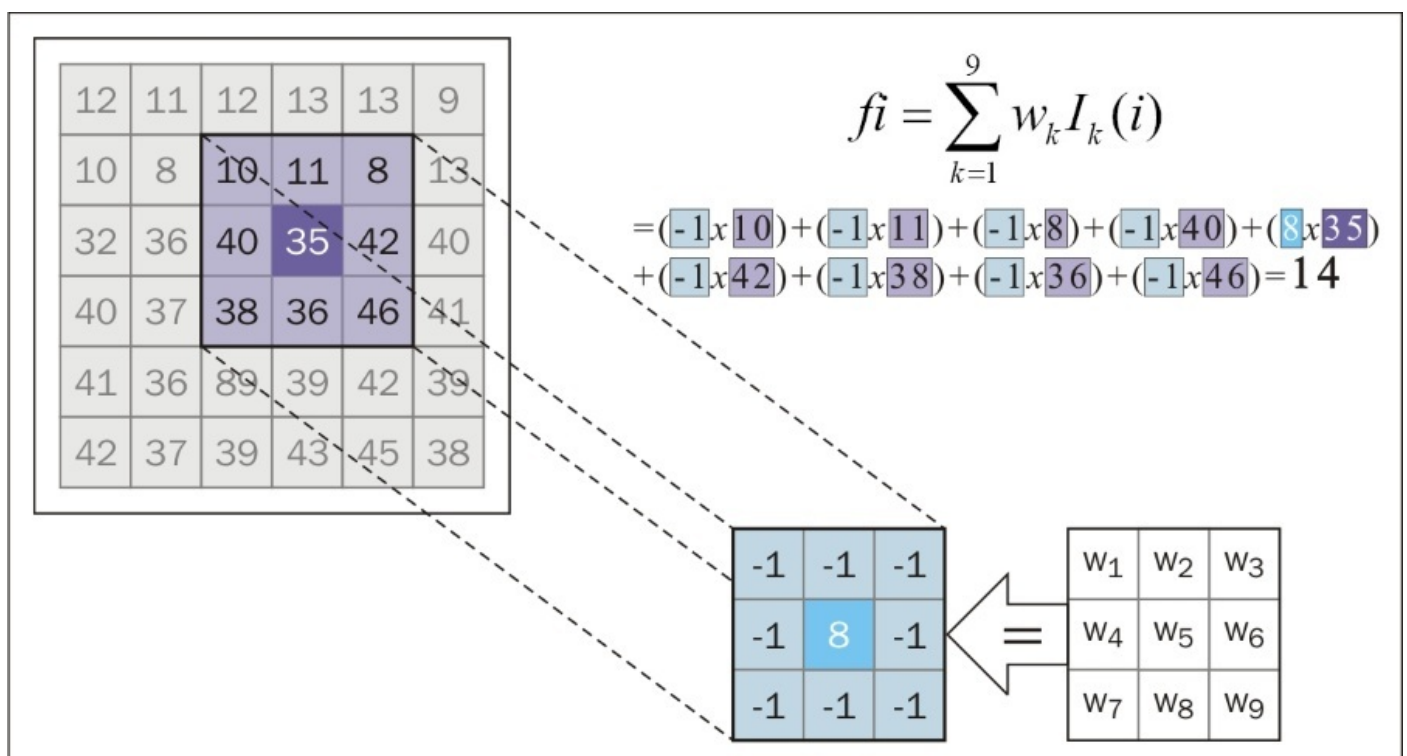 12 11 12 13 13 9
10 8 10 11 8 13
32 36 40 35 42 40
40 37 38 36 46 41
41 36 89 39 42 39
42 37 39 43 45 38
9
fi = ∑ wₖIₖ(i)
k=1
=(-1x10)+(-1x11)+(-1x8)+(-1x40)+(8x35)
+(-1x42)+(-1x38)+(-1x36)+(-1x46)=14
-1 -1 -1
-1 8 -1
-1 -1 -1
=
w₁ w₂ w₃
w₄ w₅ w₆
w₇ w₈ w₉